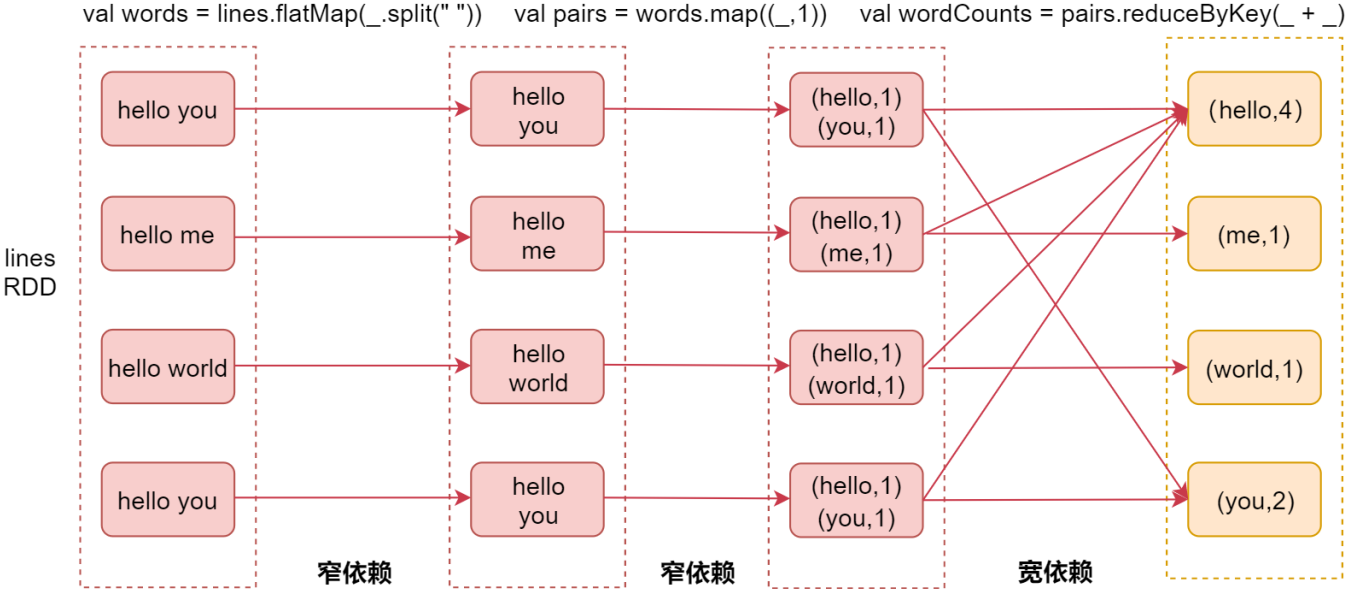 val words = lines.flatMap(_.split(" "))
val pairs = words.map((_,1))
val wordCounts = pairs.reduceByKey(_ + _)
lines
RDD
hello you
hello
you
(hello,1)
(you,1)
(hello,4)
hello me
hello
me
(hello,1)
(me,1)
(me,1)
hello world
hello
world
(hello,1)
(world,1)
(world,1)
hello you
hello
you
(hello,1)
(you,1)
(you,2)
窄依赖
窄依赖
宽依赖